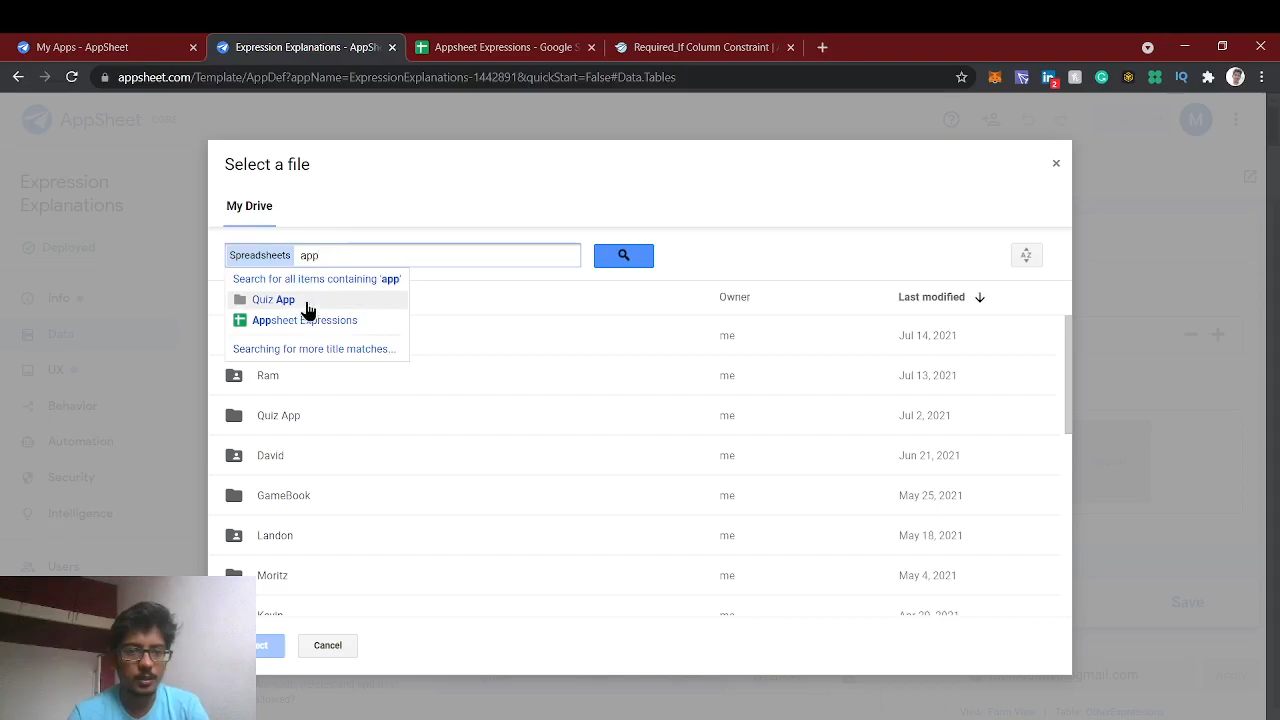 My Apps - AppSheet
Expression Explanations - AppSh
Appsheet Expressions - Google S
Required_If Column Constraint |
appsheet.com/Template/AppDef?appName=ExpressionExplanations-1442891&quickStart=False#Data.Tables
2
IQ
AppSheet CORE
M
Expression
Explanations
Deployed
Info
Data
UX
Behavior
Automation
Security
Intelligence
Users
Select a file
My Drive
Spreadsheets app
AZ
Search for all items containing 'app'
Quiz App
Appsheet Expressions
Searching for more title matches...
Owner
Last modified
me
Jul 14, 2021
Ram
me
Jul 13, 2021
Quiz App
me
Jul 2, 2021
David
me
Jun 21, 2021
GameBook
me
May 25, 2021
Landon
me
May 18, 2021
Moritz
me
May 4, 2021
Kevin
me
Apr 20, 2021
ect
Cancel
Save
View: Form View | Table: OtherExpressions